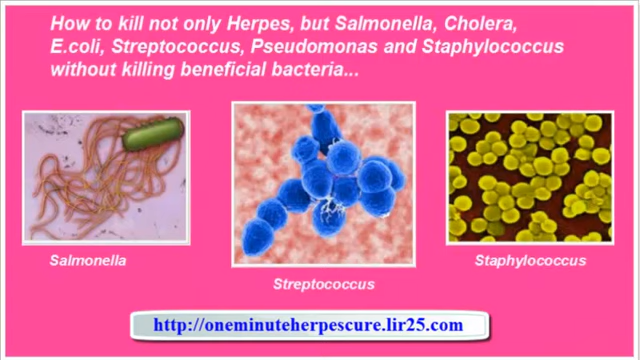 How to kill not only Herpes, but Salmonella, Cholera,
E.coli, Streptococcus, Pseudomonas and Staphylococcus
without killing beneficial bacteria...
Salmonella
Streptococcus
Staphylococcus
http://oneminuteherpescure.lir25.com